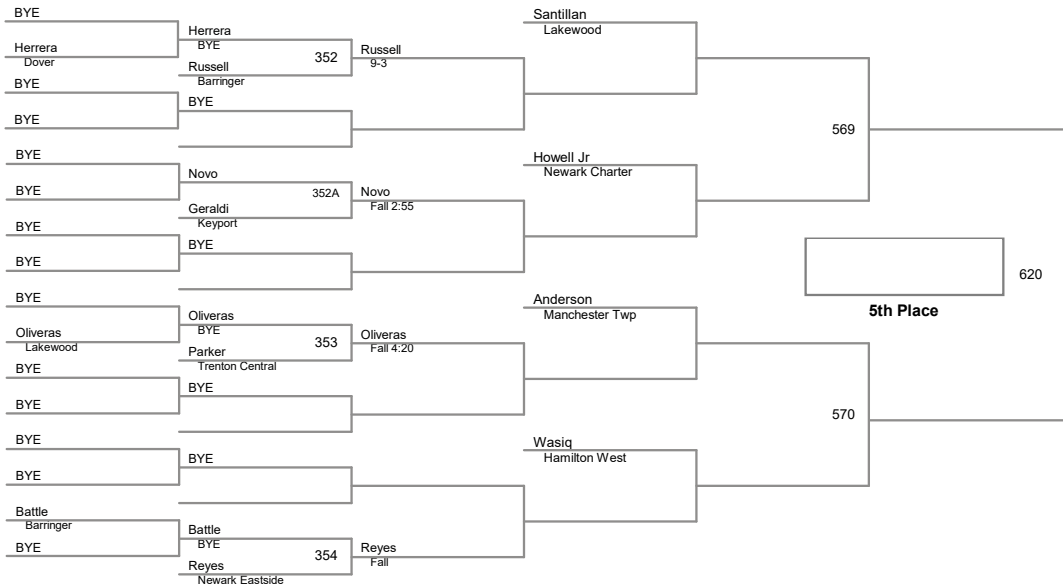 BYE
Herrera
Dover
BYE
BYE
BYE
BYE
BYE
BYE
BYE
Oliveras
Lakewood
BYE
BYE
BYE
BYE
Battle
Barringer
BYE
Herrera
BYE
352
Russell
Barringer
BYE
Novo
352A
Geraldi
Keyport
BYE
Oliveras
BYE
353
Parker
Trenton Central
BYE
BYE
Battle
BYE
354
Reyes
Newark Eastside
Russell
9-3
Novo
Fall 2:55
Oliveras
Fall 4:20
Reyes
Fall
Santillan
Lakewood
Howell Jr
Newark Charter
Anderson
Manchester Twp
Wasiq
Hamilton West
569
570
620
5th Place